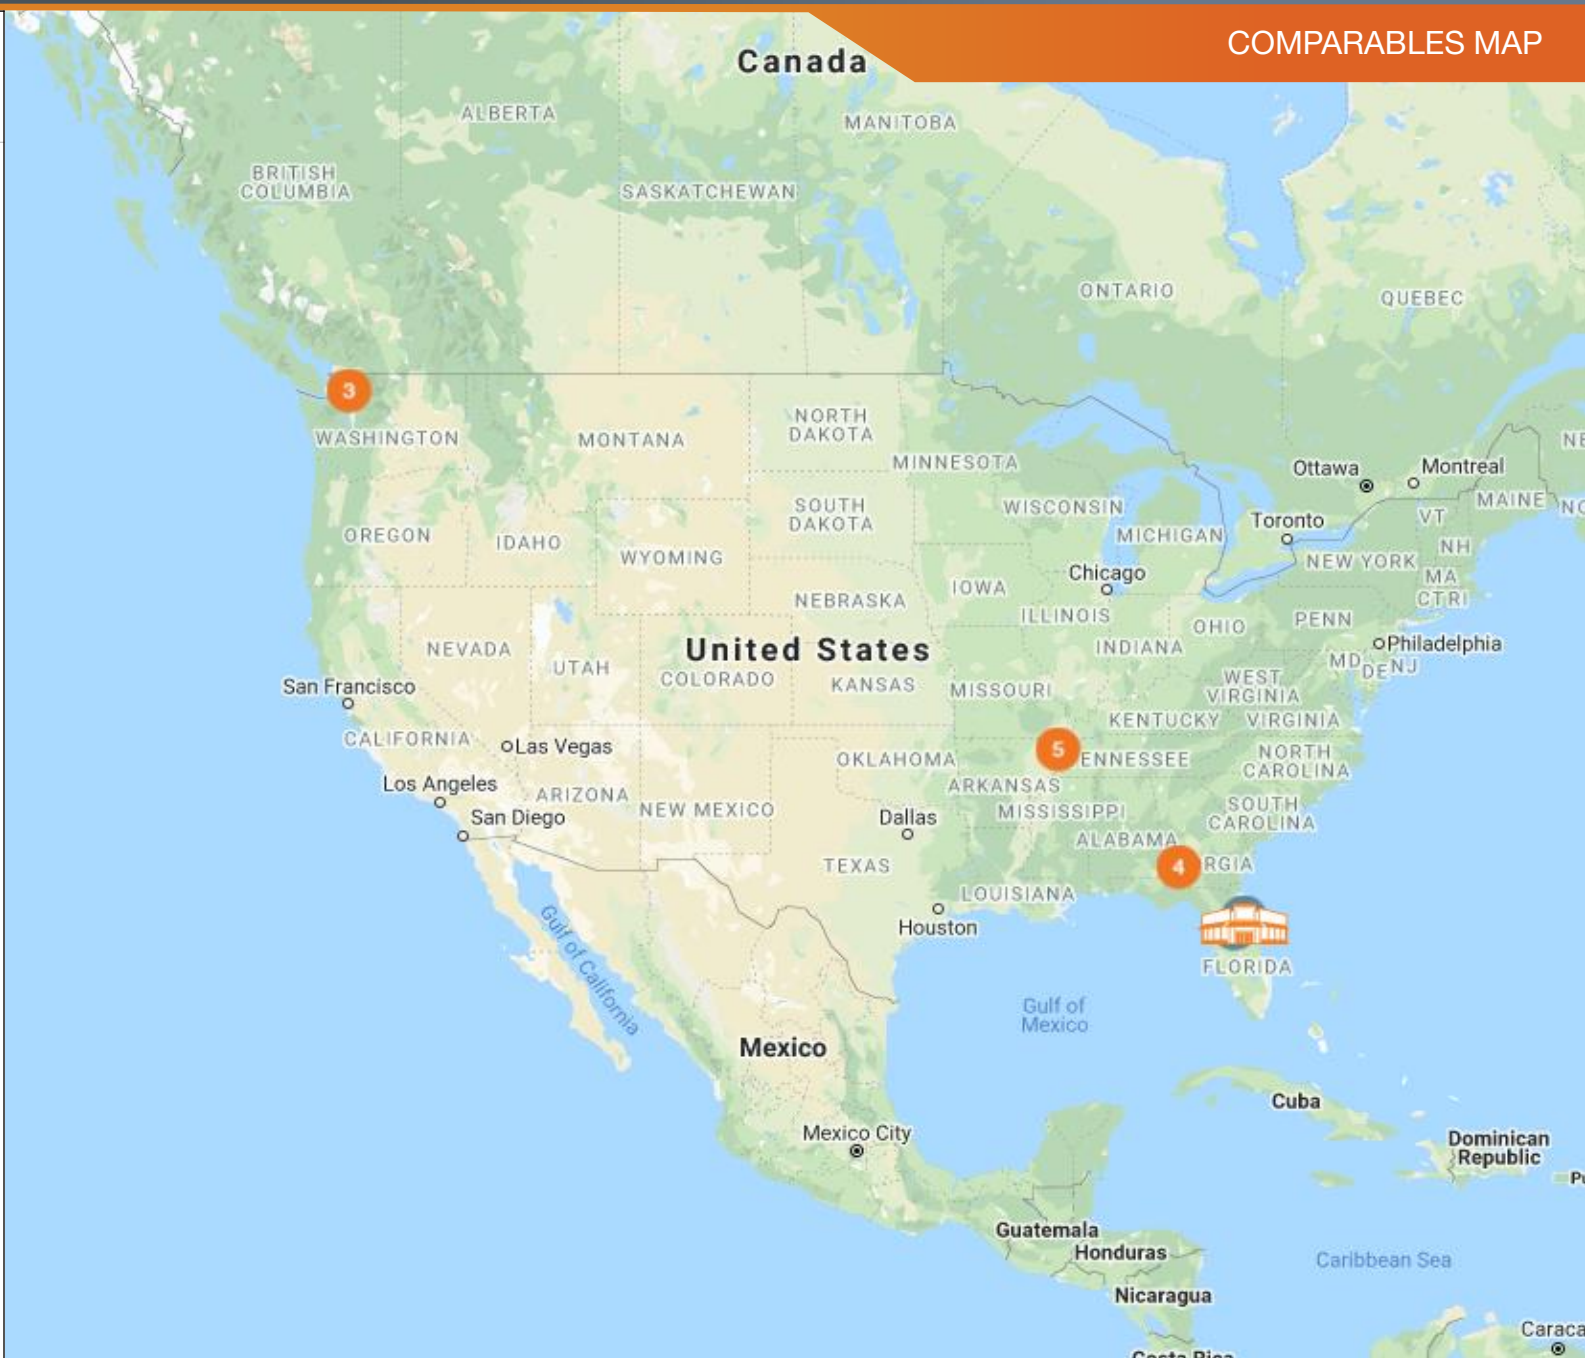 COMPARABLES MAP
Canada
ALBERTA
MANITOBA
BRITISH
COLUMBIA
SASKATCHEWAN
ONTARIO
QUEBEC
3
WASHINGTON
MONTANA
NORTH
DAKOTA
MINNESOTA
Ottawa
Montreal
MAINE
WISCONSIN
SOUTH
DAKOTA
MICHIGAN
Toronto
VT
NH
OREGON
IDAHO
WYOMING
NEW YORK
MA
CT RI
Chicago
IOWA
NEBRASKA
ILLINOIS
OHIO
PENN
INDIANA
Philadelphia
NEVADA
UTAH
United States
COLORADO
KANSAS
MISSOURI
MD
DE
NJ
WEST
VIRGINIA
San Francisco
KENTUCKY
VIRGINIA
CALIFORNIA
Las Vegas
OKLAHOMA
5
ENNESSEE
NORTH
CAROLINA
Los Angeles
ARIZONA
NEW MEXICO
ARKANSAS
San Diego
Dallas
MISSISSIPPI
SOUTH
CAROLINA
ALABAMA
TEXAS
4
RGIA
LOUISIANA
Houston
Gulf of California
FLORIDA
Gulf of
Mexico
Mexico
Cuba
Mexico City
Dominican
Republic
Guatemala
Honduras
Caribbean Sea
Nicaragua
Caraca
Costa Rica